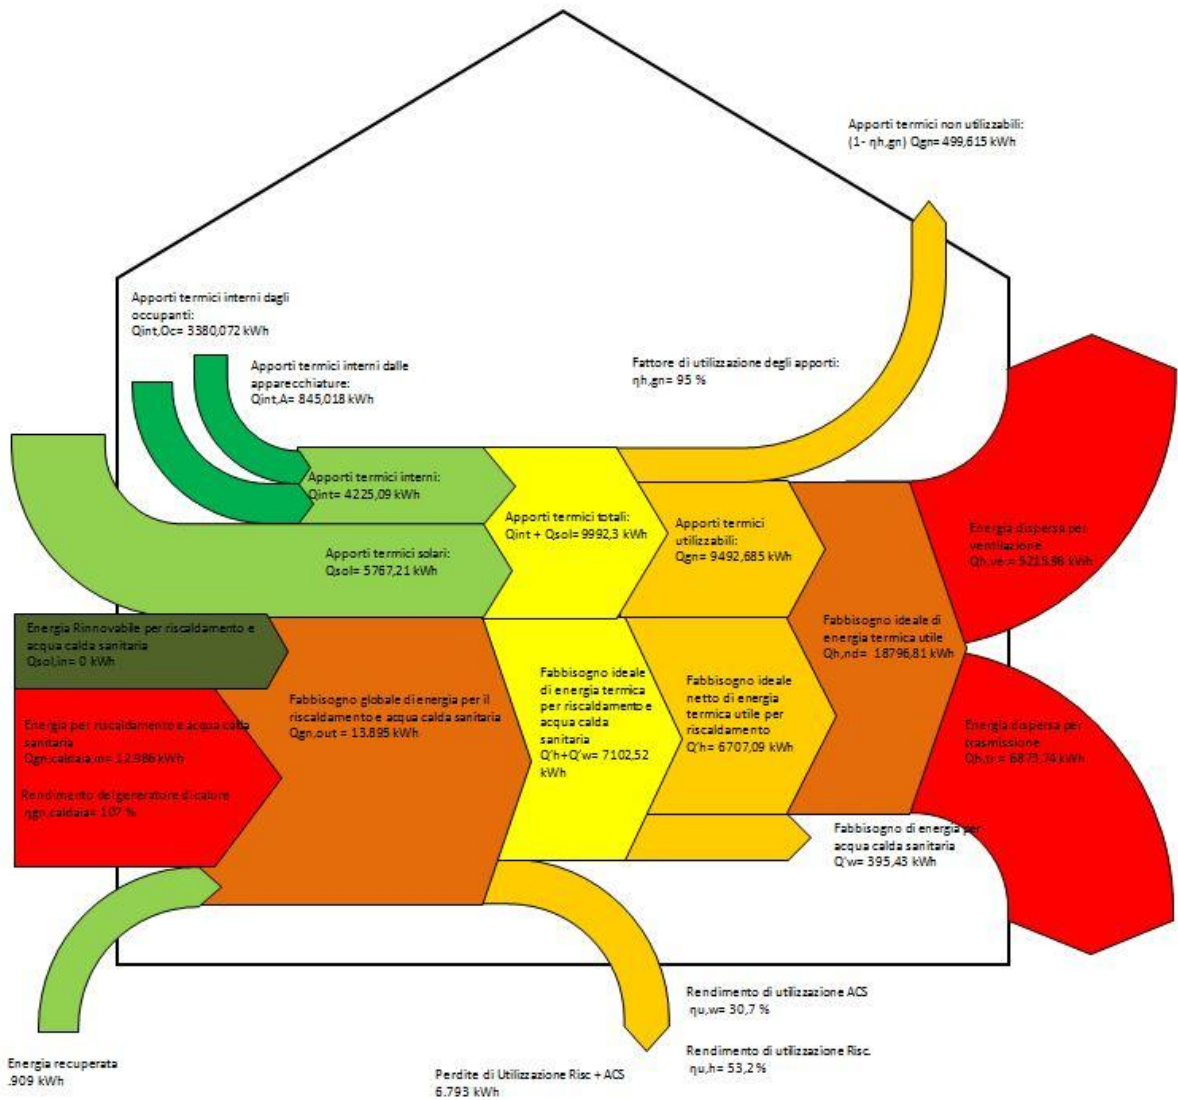 Apporti termici non utilizzabili:
(1- ηh,gn) Qgn= 499,615 kWh
Apporti termici interni dagli
occupanti:
Qint,Oc= 3380,072 kWh
Apporti termici interni dalle
apparecchiature:
Qint,A= 845,018 kWh
Fattore di utilizzazione degli apporti:
ηh,gn= 95 %
Apporti termici interni:
Qint= 4225,09 kWh
Apporti termici solari:
Qsol= 5767,21 kWh
Apporti termici totali:
Qint + Qsol= 9992,3 kWh
Apporti termici
utilizzabili:
Qgn= 9492,685 kWh
Energia dispersa per
ventilazione
Qh,ve= 5215,98 kWh
Energia Rinnovabile per riscaldamento e
acqua calda sanitaria
Qsol,in= 0 kWh
Fabbisogno ideale di
energia termica utile
Qh,nd= 18796,81 kWh
Energia per riscaldamento e acqua calda
sanitaria
Qgn,caldaia,in= 12.986 kWh
Rendimento del generatore di calore
ηgn,caldaia= 107 %
Fabbisogno globale di energia per il
riscaldamento e acqua calda sanitaria
Qgn,out = 13.895 kWh
Fabbisogno ideale
di energia termica
per riscaldamento e
acqua calda
sanitaria
Q'h+Q'w= 7102,52
kWh
Fabbisogno ideale
netto di energia
termica utile per
riscaldamento
Q'h= 6707,09 kWh
Energia dispersa per
trasmissione
Qh,tr= 6873,74 kWh
Fabbisogno di energia per
acqua calda sanitaria
Q'w= 395,43 kWh
Rendimento di utilizzazione ACS
ηu,w= 30,7 %
Rendimento di utilizzazione Risc.
ηu,h= 53,2%
Energia recuperata
.909 kWh
Perdite di Utilizzazione Risc + ACS
6.793 kWh